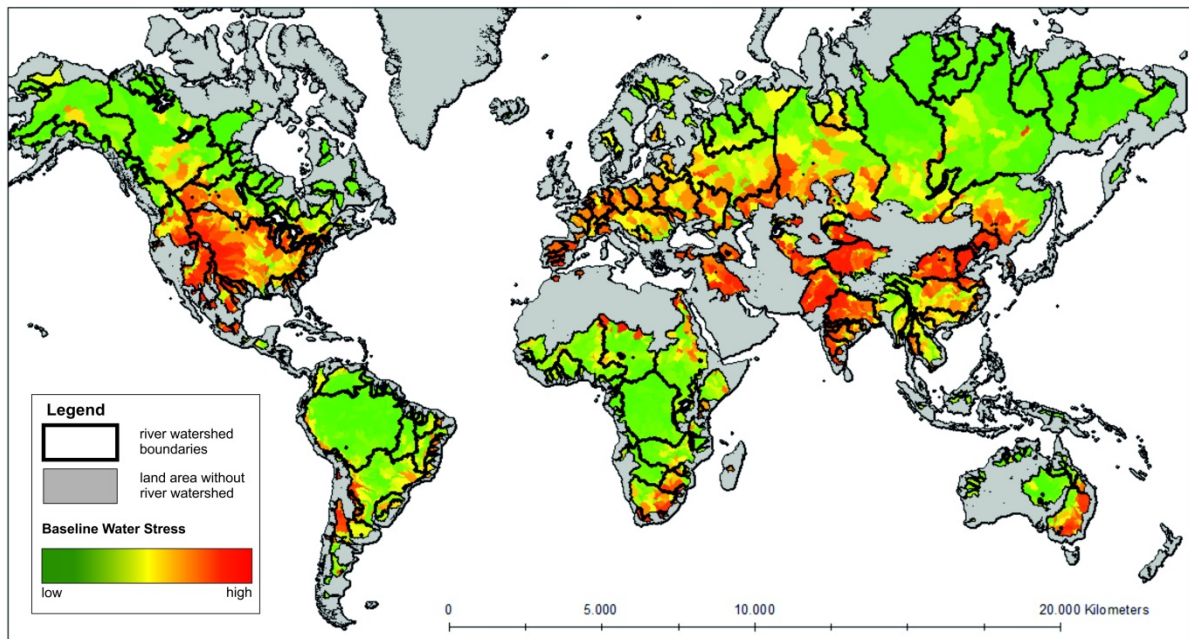 Legend
river watershed
boundaries
land area without
river watershed
Baseline Water Stress
low high
0 5.000 10.000 20.000 Kilometers